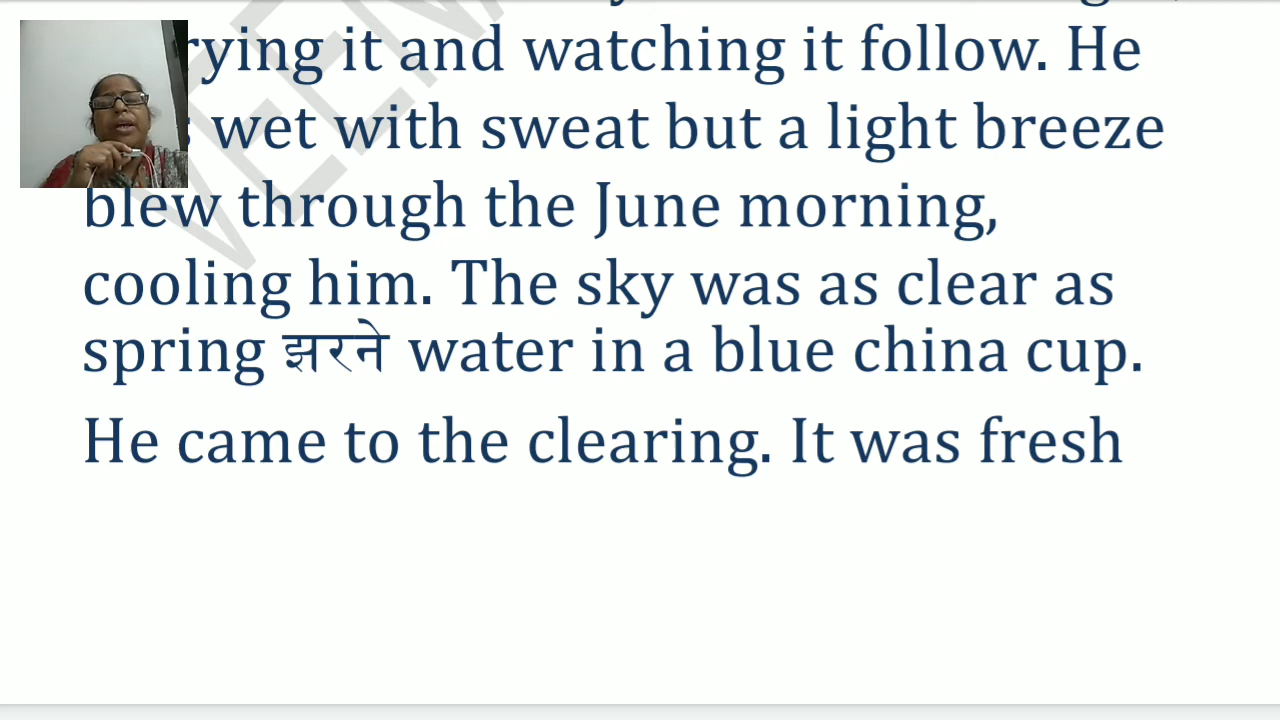 rying it and watching it follow. He
wet with sweat but a light breeze
blew through the June morning,
cooling him. The sky was as clear as
spring झरने water in a blue china cup.
He came to the clearing. It was fresh